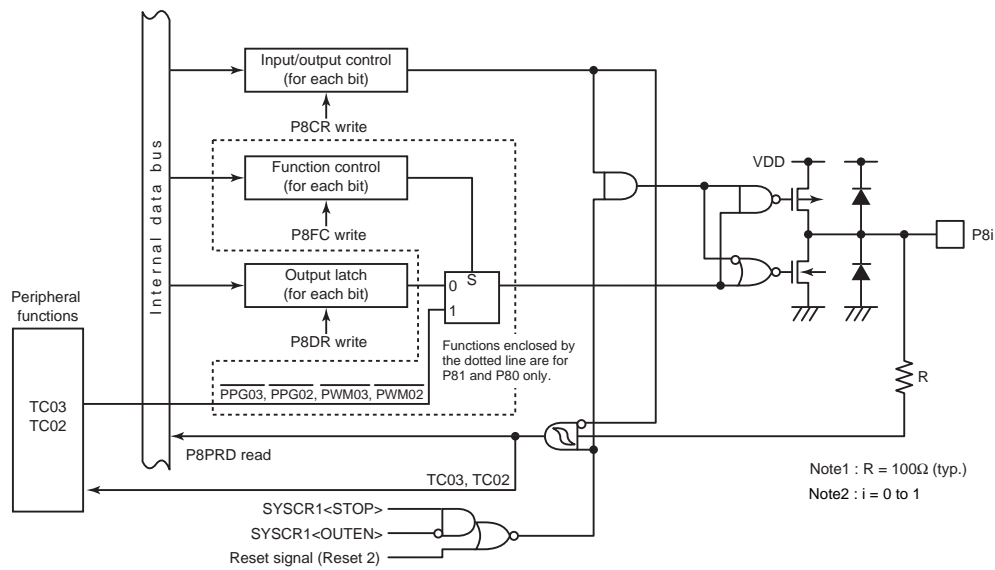 Internal data bus
Input/output control
(for each bit)
P8CR write
Function control
(for each bit)
P8FC write
Output latch
(for each bit)
P8DR write
S
0
1
Functions enclosed by
the dotted line are for
P81 and P80 only.
Peripheral
functions
TC03
TC02
PPG03, PPG02, PWM03, PWM02
P8PRD read
TC03, TC02
SYSCR1<STOP>
SYSCR1<OUTEN>
Reset signal (Reset 2)
VDD
P8i
R
Note1 : R = 100Ω (typ.)
Note2 : i = 0 to 1